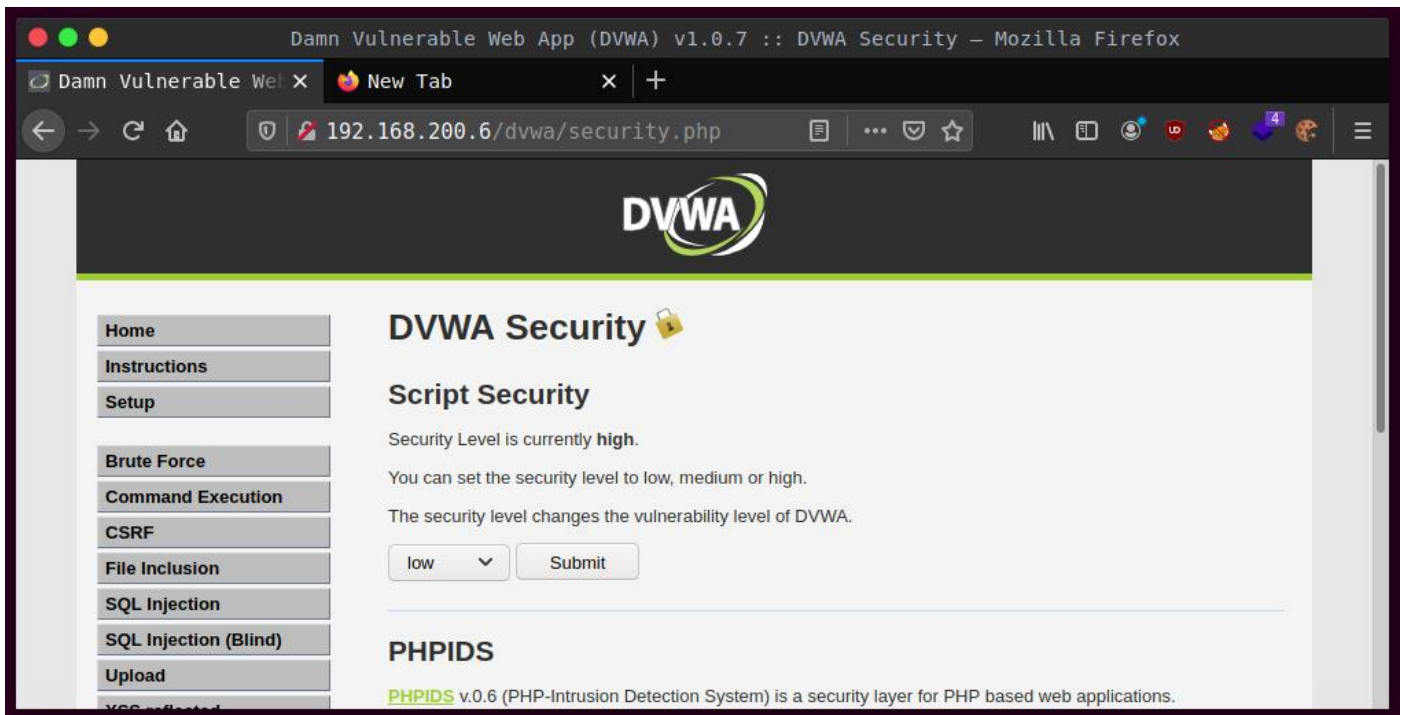 Damn Vulnerable Web App (DVWA) v1.0.7 :: DVWA Security — Mozilla Firefox
Damn Vulnerable Wel New Tab
192.168.200.6/dvwa/security.php
4
DVWA
Home
Instructions
Setup
Brute Force
Command Execution
CSRF
File Inclusion
SQL Injection
SQL Injection (Blind)
Upload
DVWA Security
Script Security
Security Level is currently high.
You can set the security level to low, medium or high.
The security level changes the vulnerability level of DVWA.
low Submit
PHPIDS
PHPIDS v.0.6 (PHP-Intrusion Detection System) is a security layer for PHP based web applications.